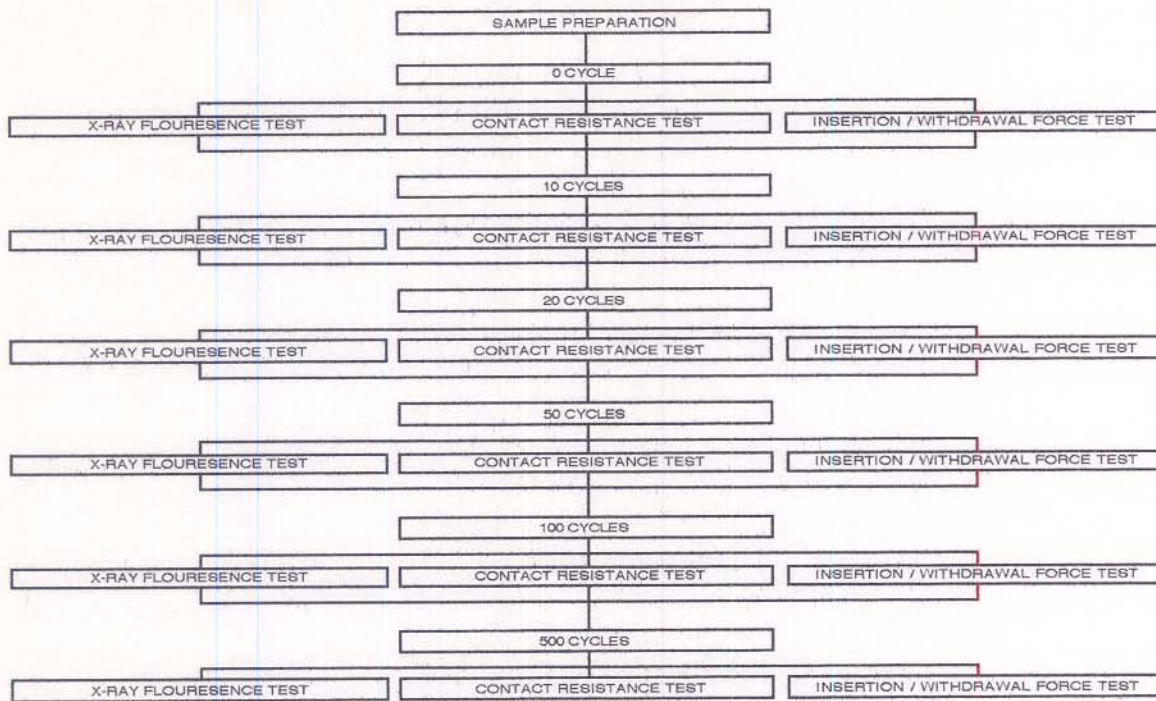 SAMPLE PREPARATION
0 CYCLE
X-RAY FLOURESENCE TEST CONTACT RESISTANCE TEST INSERTION / WITHDRAWAL FORCE TEST
10 CYCLES
X-RAY FLOURESENCE TEST CONTACT RESISTANCE TEST INSERTION / WITHDRAWAL FORCE TEST
20 CYCLES
X-RAY FLOURESENCE TEST CONTACT RESISTANCE TEST INSERTION / WITHDRAWAL FORCE TEST
50 CYCLES
X-RAY FLOURESENCE TEST CONTACT RESISTANCE TEST INSERTION / WITHDRAWAL FORCE TEST
100 CYCLES
X-RAY FLOURESENCE TEST CONTACT RESISTANCE TEST INSERTION / WITHDRAWAL FORCE TEST
500 CYCLES
X-RAY FLOURESENCE TEST CONTACT RESISTANCE TEST INSERTION / WITHDRAWAL FORCE TEST